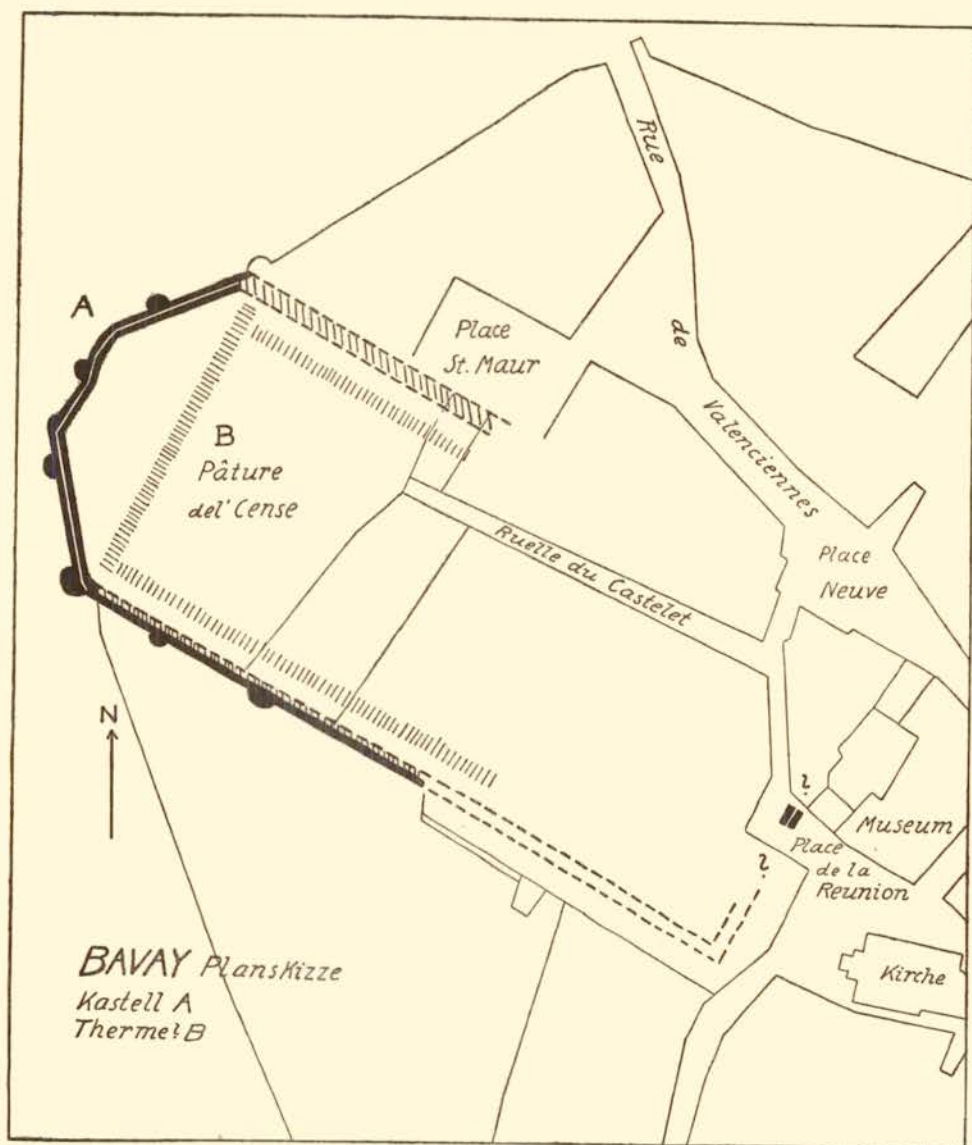 Rue
de
Valenciennes
A
Place
St. Maur
B
Pâture
del' Cense
Ruelle du Castelet
Place
Neuve
N
?
Museum
?
Place
de la
Reunion
BAVAY Planskizze
Kastell A
Therme? B
Kirche